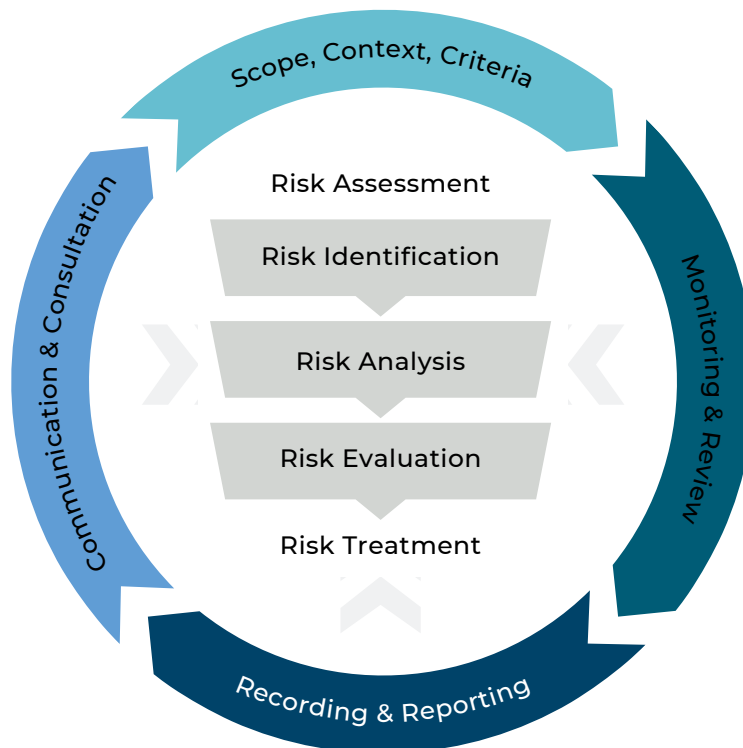 Scope, Context, Criteria
Risk Assessment
Risk Identification
Risk Analysis
Risk Evaluation
Risk Treatment
Monitoring & Review
Recording & Reporting
Communication & Consultation